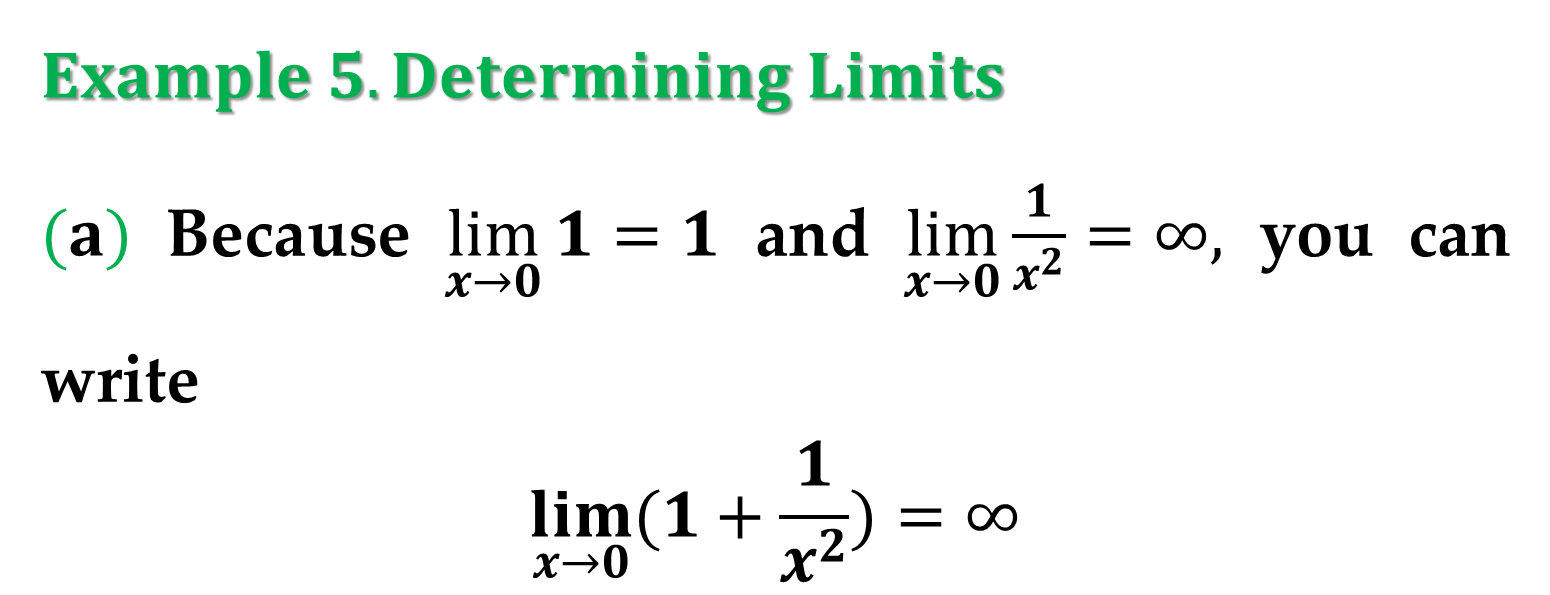 Example 5. Determining Limits
(a) Because lim_{x→0} 1 = 1 and lim_{x→0} 1/x² = ∞, you can
write
lim_{x→0}(1 + 1/x²) = ∞